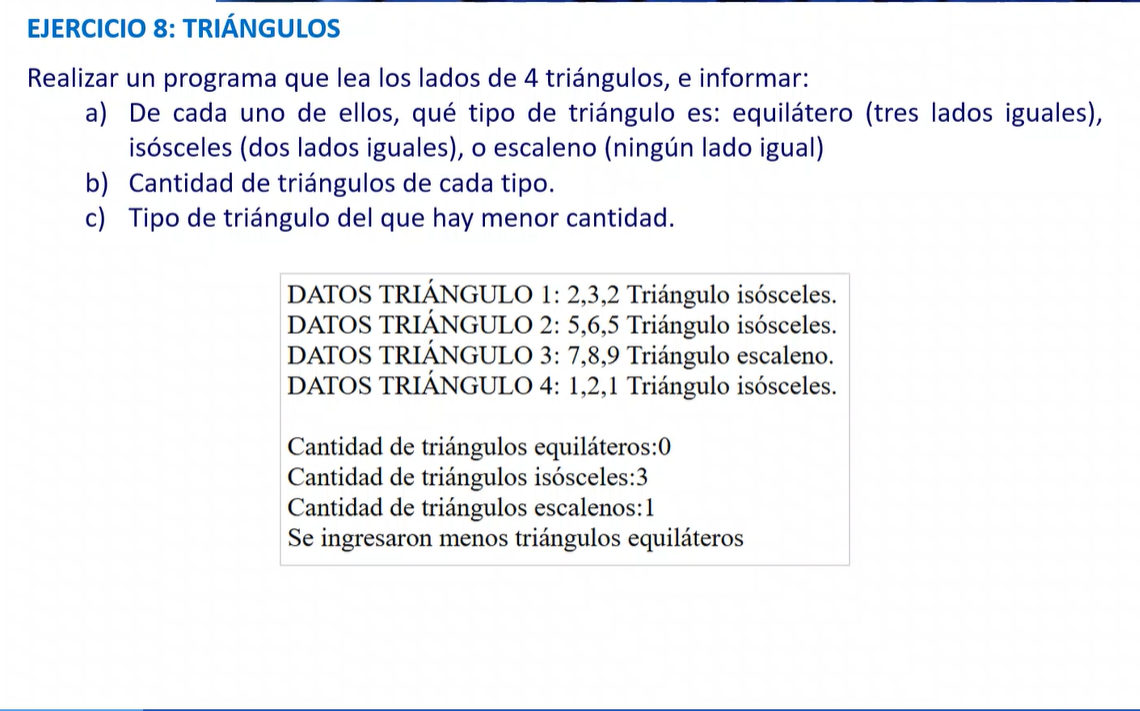 EJERCICIO 8: TRIÁNGULOS
Realizar un programa que lea los lados de 4 triángulos, e informar:
a) De cada uno de ellos, qué tipo de triángulo es: equilátero (tres lados iguales),
isósceles (dos lados iguales), o escaleno (ningún lado igual)
b) Cantidad de triángulos de cada tipo.
c) Tipo de triángulo del que hay menor cantidad.
DATOS TRIÁNGULO 1: 2,3,2 Triángulo isósceles.
DATOS TRIÁNGULO 2: 5,6,5 Triángulo isósceles.
DATOS TRIÁNGULO 3: 7,8,9 Triángulo escaleno.
DATOS TRIÁNGULO 4: 1,2,1 Triángulo isósceles.
Cantidad de triángulos equiláteros:0
Cantidad de triángulos isósceles:3
Cantidad de triángulos escalenos:1
Se ingresaron menos triángulos equiláteros